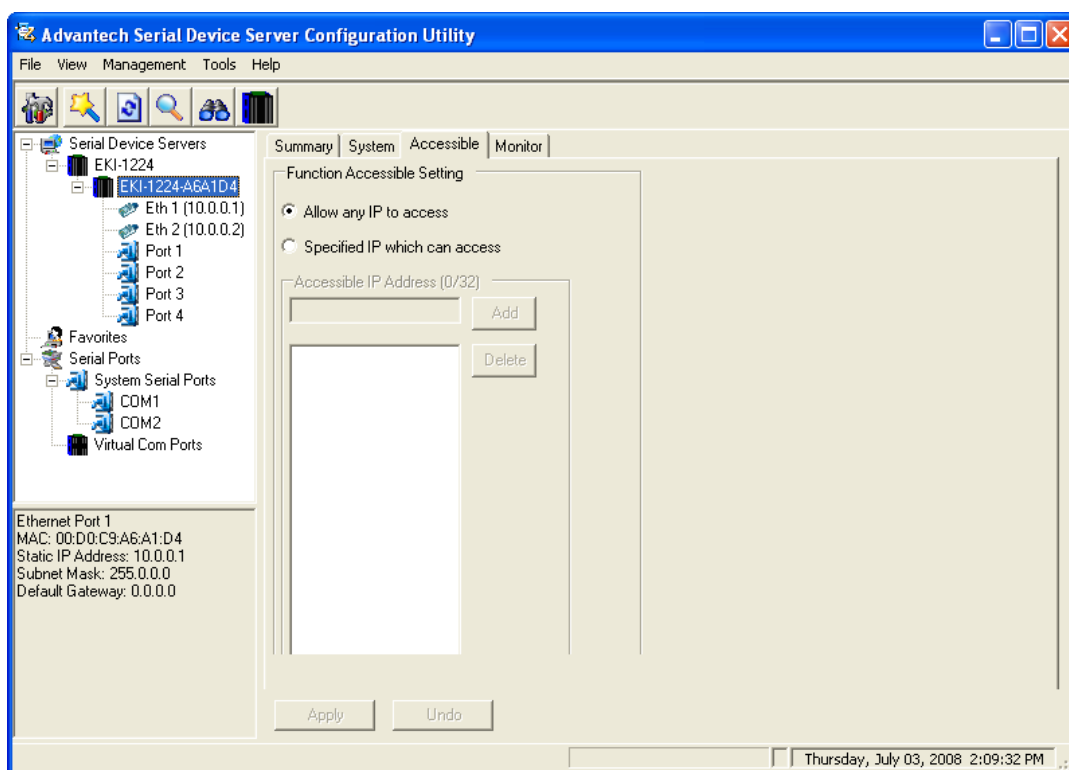 Advantech Serial Device Server Configuration Utility
File View Management Tools Help
Serial Device Servers
EKI-1224
EKI-1224-A6A1D4
Eth 1 (10.0.0.1)
Eth 2 (10.0.0.2)
Port 1
Port 2
Port 3
Port 4
Favorites
Serial Ports
System Serial Ports
COM1
COM2
Virtual Com Ports
Ethernet Port 1
MAC: 00:D0:C9:A6:A1:D4
Static IP Address: 10.0.0.1
Subnet Mask: 255.0.0.0
Default Gateway: 0.0.0.0
Summary System Accessible Monitor
Function Accessible Setting
Allow any IP to access
Specified IP which can access
Accessible IP Address (0/32)
Add
Delete
Apply Undo
Thursday, July 03, 2008 2:09:32 PM